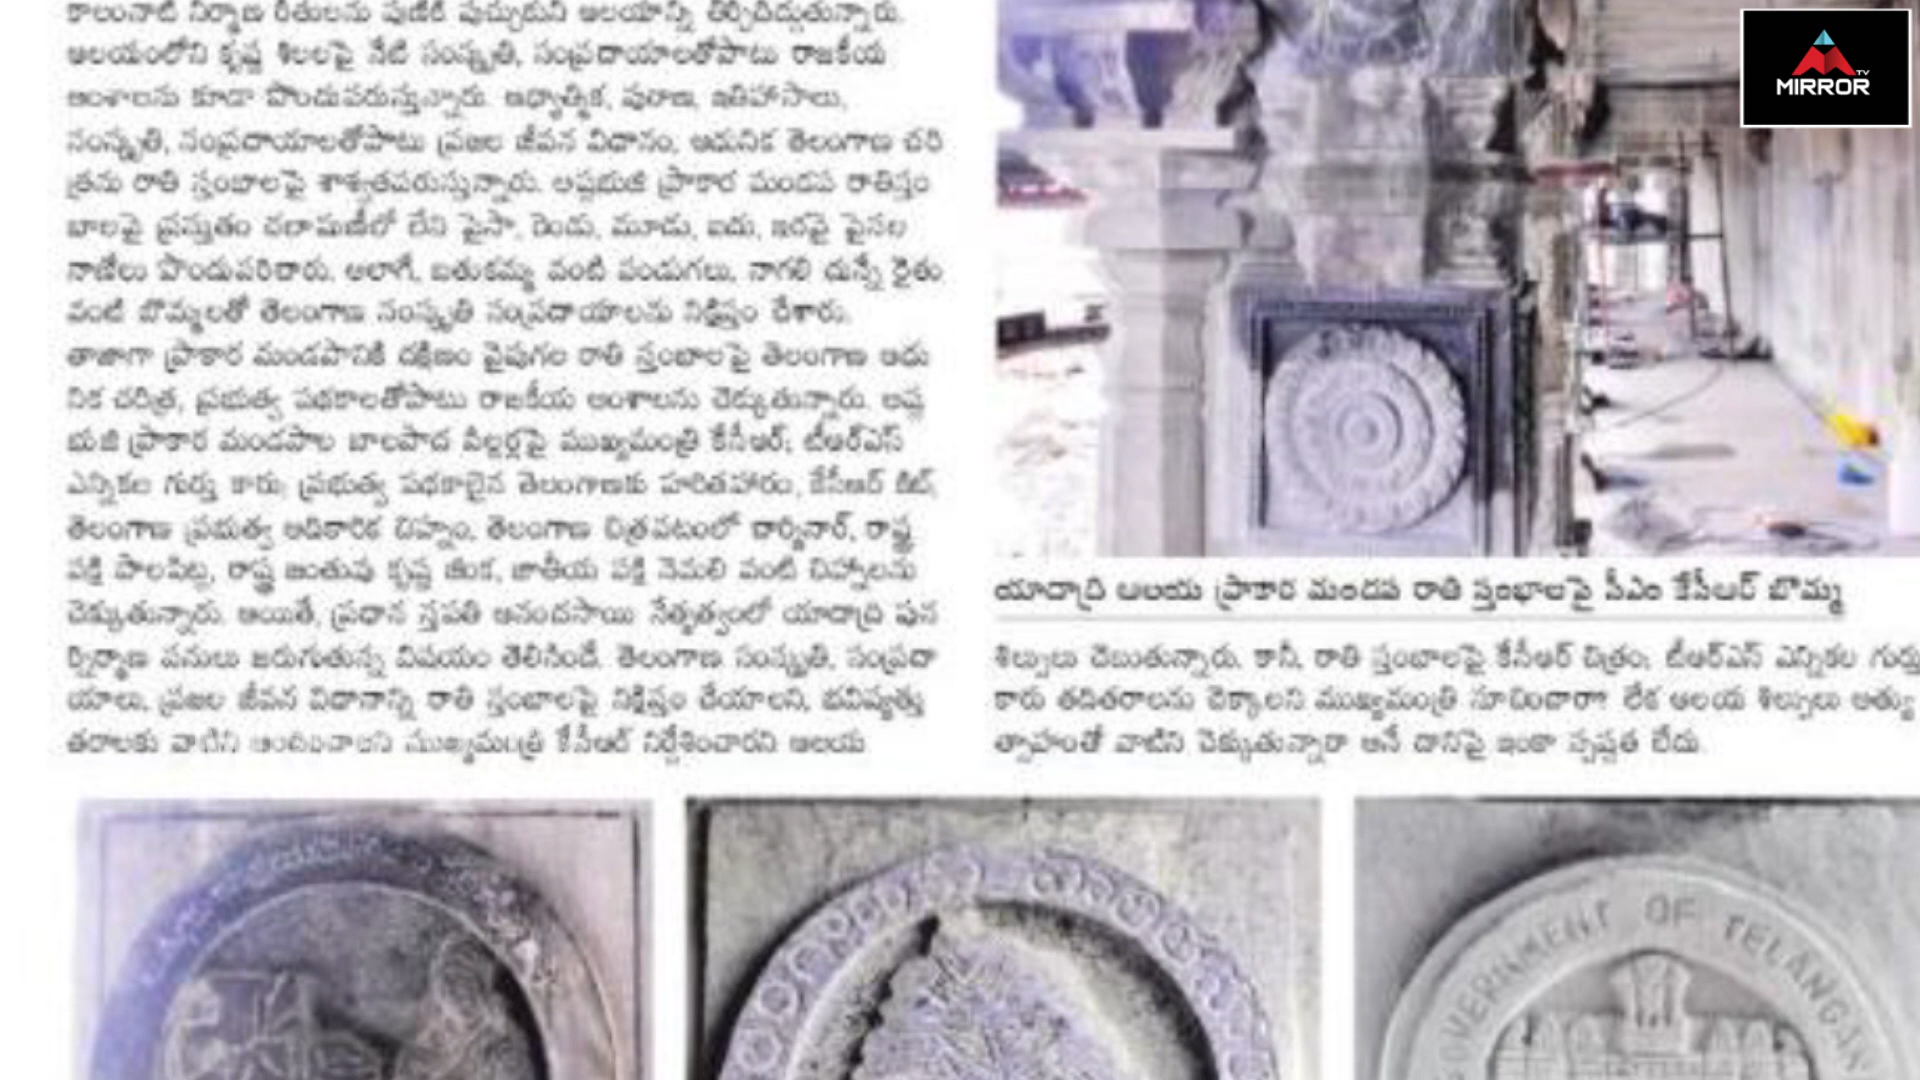 కాలంనాటి నిర్మాణ రీతులను పుణికి పుచ్చుకుని ఆలయాన్ని తీర్చిదిద్దుతున్నారు.
ఆలయంలోని కృష్ణ శిలలపై నేటి సంస్కృతి, సంప్రదాయాలతోపాటు రాజకీయ
అంశాలను కూడా పొందుపరుస్తున్నారు. ఆధ్యాత్మిక, పురాణ, ఇతిహాసాలు,
సంస్కృతి, సంప్రదాయాలతోపాటు ప్రజల జీవన విధానం, ఆధునిక తెలంగాణ చరి
త్రను రాతి స్తంభాలపై శాశ్వతపరుస్తున్నారు. అష్టభుజి ప్రాకార మండప రాతిస్తం
భాలపై ప్రస్తుతం చలామణిలో లేని పైసా, రెండు, మూడు, ఐదు, ఇరవై పైసల
నాణేలు పొందుపరిచారు. అలాగే, బతుకమ్మ వంటి పండుగలు, నాగలి దున్నే రైతు
వంటి బొమ్మలతో తెలంగాణ సంస్కృతి సంప్రదాయాలను నిక్షిప్తం చేశారు.
తాజాగా ప్రాకార మండపానికి దక్షిణం వైపుగల రాతి స్తంభాలపై తెలంగాణ ఆధు
నిక చరిత్ర, ప్రభుత్వ పథకాలతోపాటు రాజకీయ అంశాలను చెక్కుతున్నారు. అష్ట
భుజి ప్రాకార మండపాల బాలపాద పిల్లర్లపై ముఖ్యమంత్రి కేసీఆర్; టీఆర్ఎస్
ఎన్నికల గుర్తు కారు; ప్రభుత్వ పథకాలైన తెలంగాణకు హరితహారం, కేసీఆర్ కిట్,
తెలంగాణ ప్రభుత్వ అధికారిక చిహ్నం, తెలంగాణ చిత్రపటంలో చార్మినార్, రాష్ట్ర
పక్షి పాలపిట్ట, రాష్ట్ర జంతువు కృష్ణ జింక, జాతీయ పక్షి నెమలి వంటి చిహ్నాలను
చెక్కుతున్నారు. అయితే, ప్రధాన స్తపతి ఆనందసాయి నేతృత్వంలో యాదాద్రి పున
ర్నిర్మాణ పనులు జరుగుతున్న విషయం తెలిసిందే. తెలంగాణ సంస్కృతి, సంప్రదా
యాలు, ప్రజల జీవన విధానాన్ని రాతి స్తంభాలపై నిక్షిప్తం చేయాలని, భవిష్యత్తు
తరాలకు వాటిని అందించాలని ముఖ్యమంత్రి కేసీఆర్ నిర్దేశించారని ఆలయ
యాదాద్రి ఆలయ ప్రాకార మండప రాతి స్తంభాలపై సీఎం కేసీఆర్ బొమ్మ
శిల్పులు చెబుతున్నారు. కానీ, రాతి స్తంభాలపై కేసీఆర్ చిత్రం; టీఆర్ఎస్ ఎన్నికల గుర్తు
కారు తదితరాలను చెక్కాలని ముఖ్యమంత్రి సూచించారా? లేక ఆలయ శిల్పులు అత్యు
త్సాహంతో వాటిని చెక్కుతున్నారా అనే దానిపై ఇంకా స్పష్టత లేదు.
GOVERNMENT OF TELANGANA
MIRROR TV